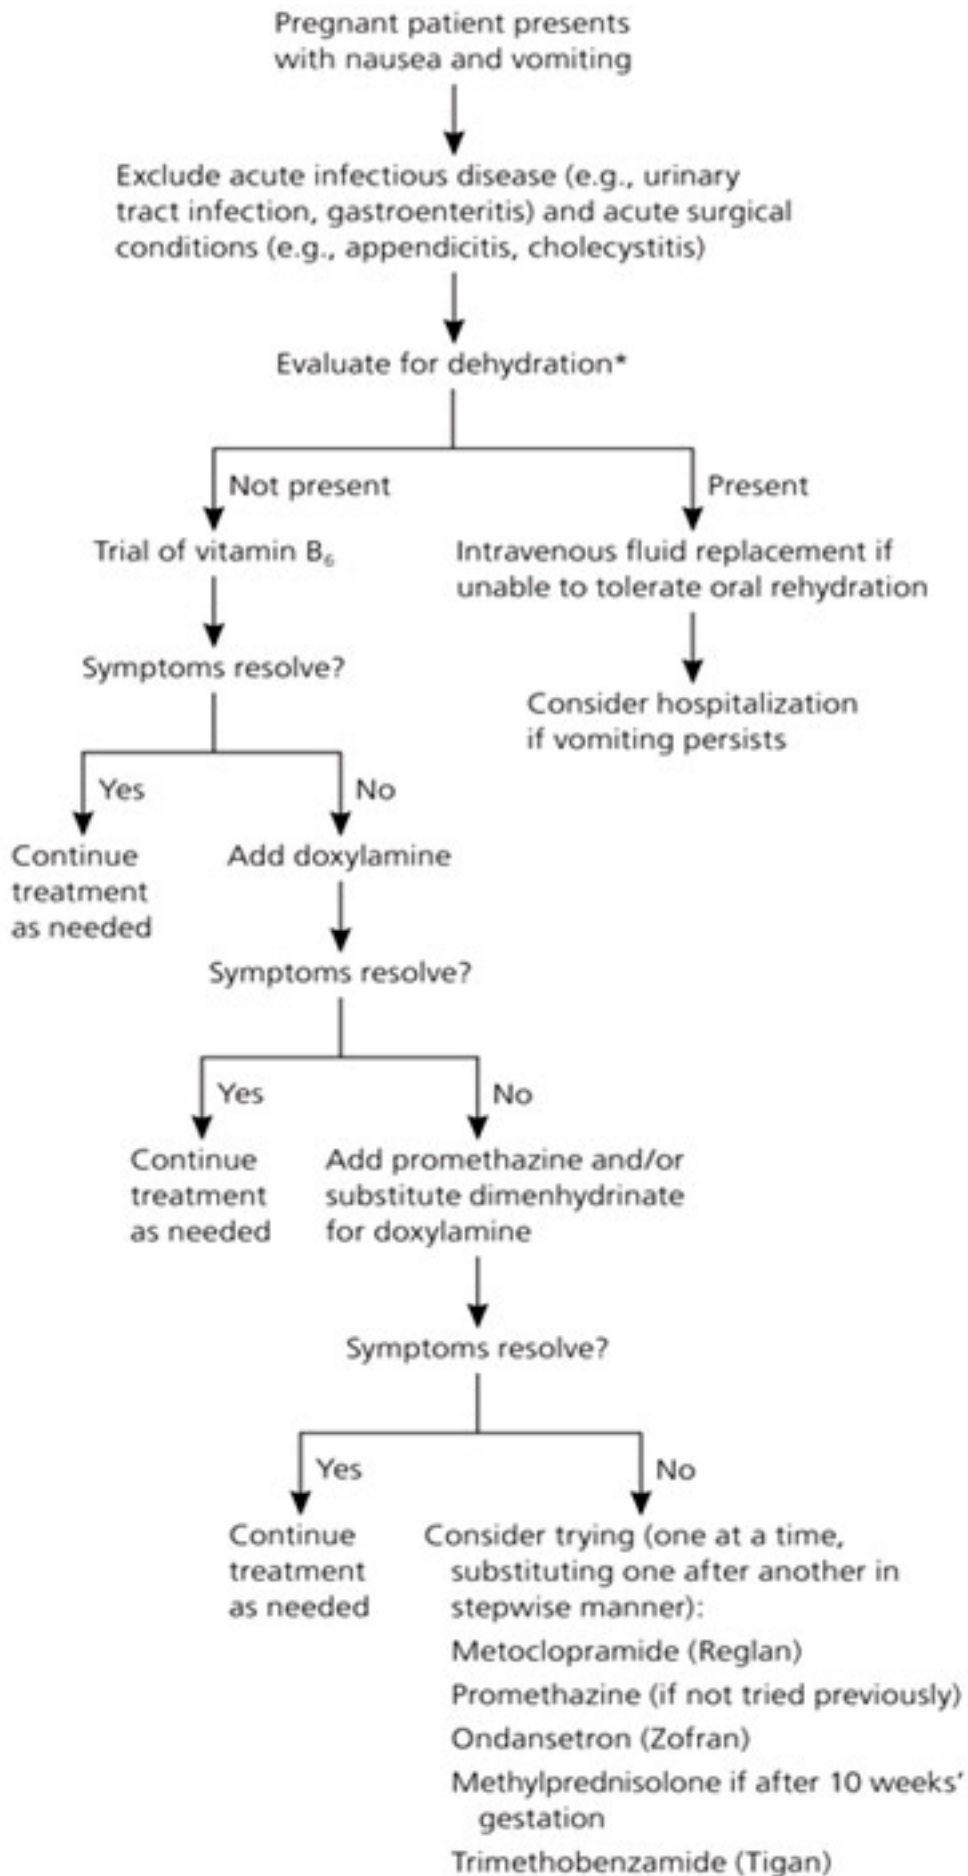 Pregnant patient presents
with nausea and vomiting
Exclude acute infectious disease (e.g., urinary
tract infection, gastroenteritis) and acute surgical
conditions (e.g., appendicitis, cholecystitis)
Evaluate for dehydration*
Not present
Present
Trial of vitamin B₆
Intravenous fluid replacement if
unable to tolerate oral rehydration
Symptoms resolve?
Consider hospitalization
if vomiting persists
Yes
No
Continue
treatment
as needed
Add doxylamine
Symptoms resolve?
Yes
No
Continue
treatment
as needed
Add promethazine and/or
substitute dimenhydrinate
for doxylamine
Symptoms resolve?
Yes
No
Continue
treatment
as needed
Consider trying (one at a time,
substituting one after another in
stepwise manner):
Metoclopramide (Reglan)
Promethazine (if not tried previously)
Ondansetron (Zofran)
Methylprednisolone if after 10 weeks'
gestation
Trimethobenzamide (Tigan)